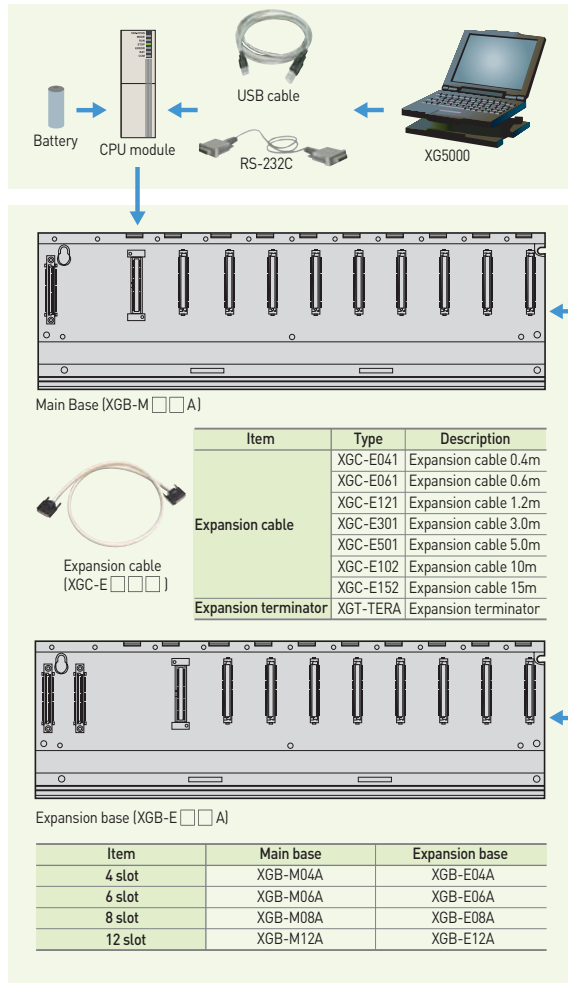 USB cable
Battery
CPU module
RS-232C
XG5000
Main Base (XGB-M□□A)
Item Type Description
Expansion cable
XGC-E041 Expansion cable 0.4m
XGC-E061 Expansion cable 0.6m
XGC-E121 Expansion cable 1.2m
XGC-E301 Expansion cable 3.0m
XGC-E501 Expansion cable 5.0m
XGC-E102 Expansion cable 10m
XGC-E152 Expansion cable 15m
Expansion terminator XGT-TERA Expansion terminator
Expansion cable
(XGC-E□□□)
Expansion base (XGB-E□□A)
Item Main base Expansion base
4 slot XGB-M04A XGB-E04A
6 slot XGB-M06A XGB-E06A
8 slot XGB-M08A XGB-E08A
12 slot XGB-M12A XGB-E12A